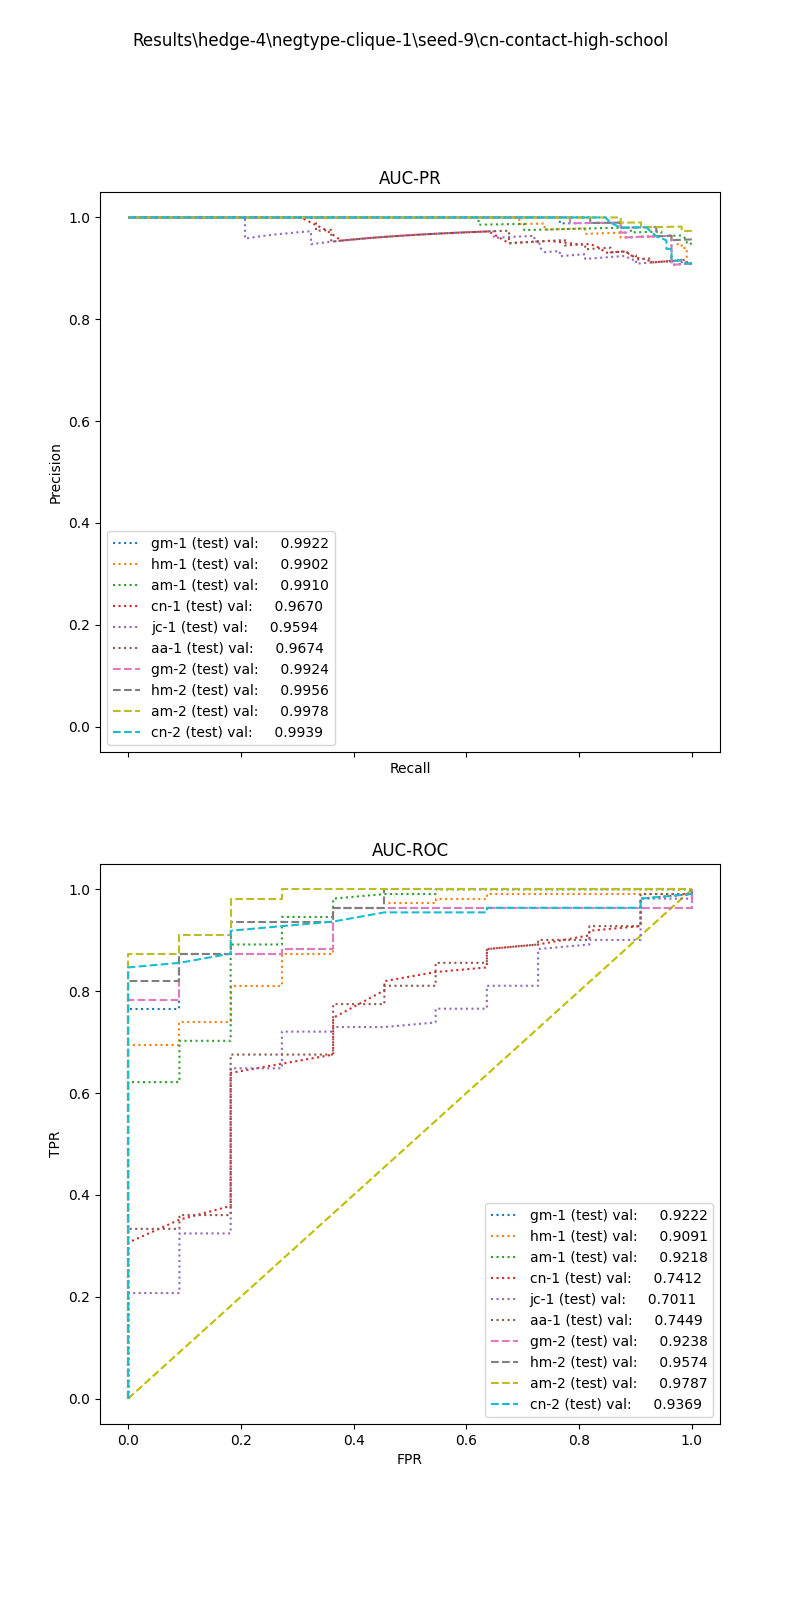 Results\hedge-4\negtype-clique-1\seed-9\cn-contact-high-school
AUC-PR
1.0
0.8
0.6
0.4
0.2
0.0
Precision
gm-1 (test) val: 0.9922
hm-1 (test) val: 0.9902
am-1 (test) val: 0.9910
cn-1 (test) val: 0.9670
jc-1 (test) val: 0.9594
aa-1 (test) val: 0.9674
gm-2 (test) val: 0.9924
hm-2 (test) val: 0.9956
am-2 (test) val: 0.9978
cn-2 (test) val: 0.9939
Recall
AUC-ROC
1.0
0.8
0.6
0.4
0.2
0.0
TPR
gm-1 (test) val: 0.9222
hm-1 (test) val: 0.9091
am-1 (test) val: 0.9218
cn-1 (test) val: 0.7412
jc-1 (test) val: 0.7011
aa-1 (test) val: 0.7449
gm-2 (test) val: 0.9238
hm-2 (test) val: 0.9574
am-2 (test) val: 0.9787
cn-2 (test) val: 0.9369
0.0 0.2 0.4 0.6 0.8 1.0
FPR